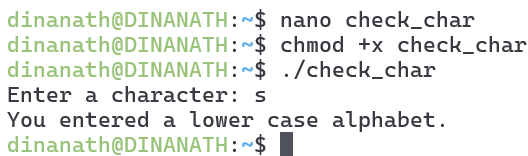 dinanath@DINANATH:~$ nano check_char
dinanath@DINANATH:~$ chmod +x check_char
dinanath@DINANATH:~$ ./check_char
Enter a character: s
You entered a lower case alphabet.
dinanath@DINANATH:~$